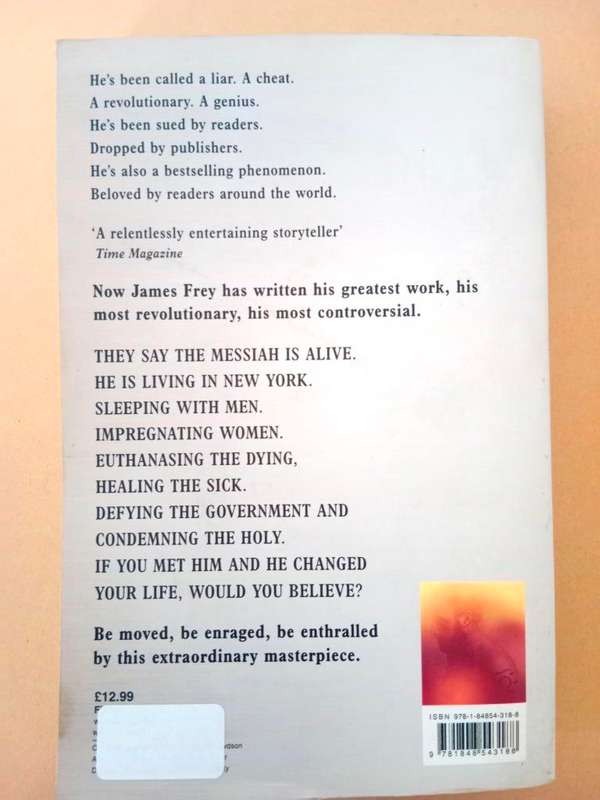 He's been called a liar. A cheat.
A revolutionary. A genius.
He's been sued by readers.
Dropped by publishers.
He's also a bestselling phenomenon.
Beloved by readers around the world.
'A relentlessly entertaining storyteller'
Time Magazine
Now James Frey has written his greatest work, his
most revolutionary, his most controversial.
THEY SAY THE MESSIAH IS ALIVE.
HE IS LIVING IN NEW YORK.
SLEEPING WITH MEN.
IMPREGNATING WOMEN.
EUTHANASING THE DYING,
HEALING THE SICK.
DEFYING THE GOVERNMENT AND
CONDEMNING THE HOLY.
IF YOU MET HIM AND HE CHANGED
YOUR LIFE, WOULD YOU BELIEVE?
Be moved, be enraged, be enthralled
by this extraordinary masterpiece.
£12.99
ISBN 978-1-84854-318-8
9 781848 543188